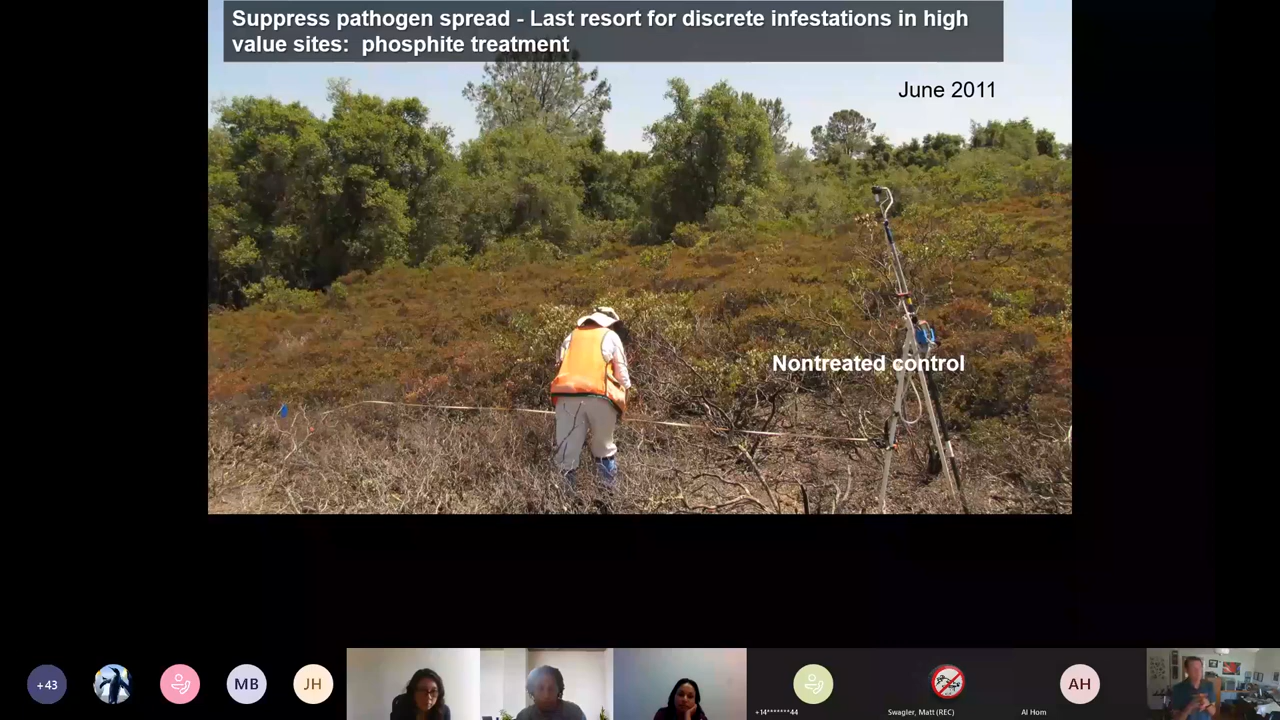 Suppress pathogen spread - Last resort for discrete infestations in high
value sites: phosphite treatment
June 2011
Nontreated control
+43
MB
JH
+14*******44
Swagler, Matt (REC)
AH
Al Hom